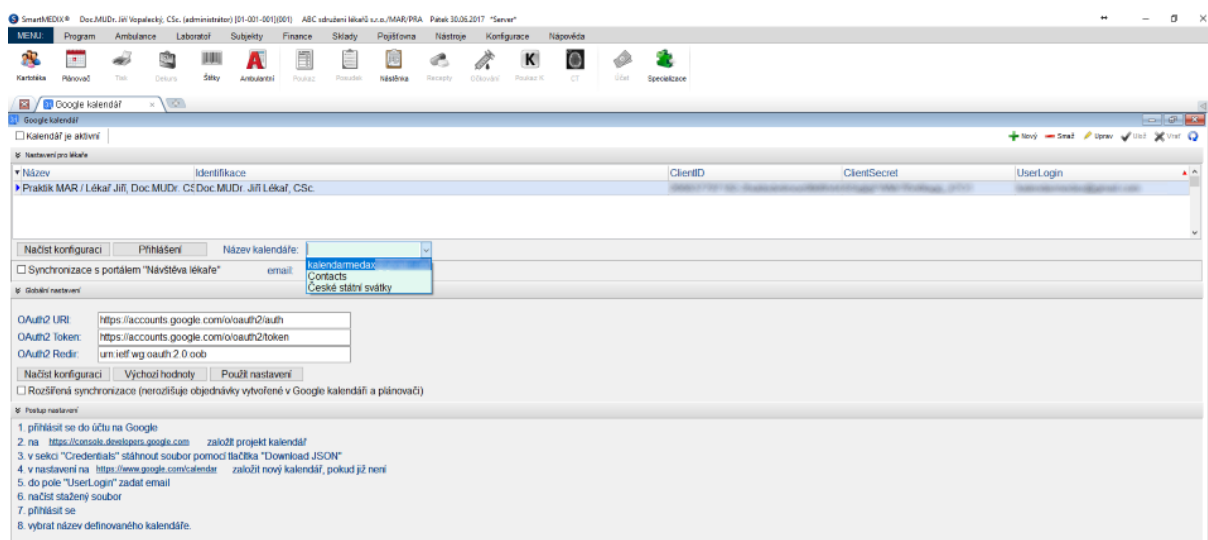 SmartMEDIX® Doc.MUDr. Jiří Vopalecký, CSc. (administrátor) [01-001-001](001) ABC sdružení lékařů s.r.o./MAR/PRA Pátek 30.06.2017 *Server*
MENU: Program Ambulance Laboratoř Subjekty Finance Sklady Pojišťovna Nástroje Konfigurace Nápověda
Kartotéka Plánovač Tisk Dekurs Štítky Ambulantní Poukaz Posudek Nástěnka Recepty Očkování Poukaz K CT Účet Specializace
Google kalendář
Google kalendář
Kalendář je aktivní
Nový Smaž Uprav Ulož Vrať
Nastavení pro lékaře
Název Identifikace ClientID ClientSecret UserLogin
Praktik MAR / Lékař Jiří, Doc.MUDr. CS Doc.MUDr. Jiří Lékař, CSc.
Načíst konfiguraci Přihlášení Název kalendáře:
kalendarmedax
Contacts
České státní svátky
Synchronizace s portálem "Návštěva lékaře" email:
Globální nastavení
OAuth2 URI: https://accounts.google.com/o/oauth2/auth
OAuth2 Token: https://accounts.google.com/o/oauth2/token
OAuth2 Redir: urn:ietf:wg:oauth:2.0:oob
Načíst konfiguraci Výchozí hodnoty Použít nastavení
Rozšířená synchronizace (nerozlišuje objednávky vytvořené v Google kalendáři a plánovači)
Postup nastavení
1. přihlásit se do účtu na Google
2. na https://console.developers.google.com založit projekt kalendář
3. v sekci "Credentials" stáhnout soubor pomocí tlačítka "Download JSON"
4. v nastavení na https://www.google.com/calendar založit nový kalendář, pokud již není
5. do pole "UserLogin" zadat email
6. načíst stažený soubor
7. přihlásit se
8. vybrat název definovaného kalendáře.